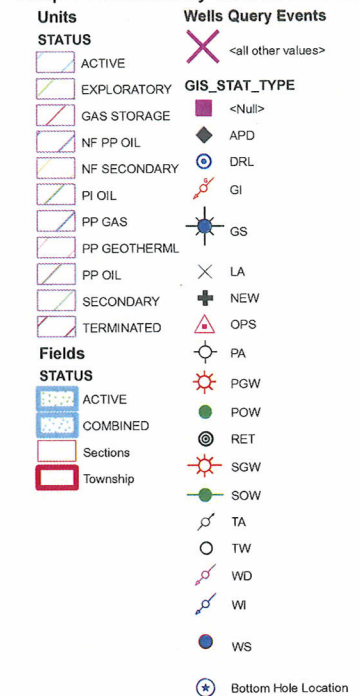 Units
STATUS
ACTIVE
EXPLORATORY
GAS STORAGE
NF PP OIL
NF SECONDARY
PI OIL
PP GAS
PP GEOTHERML
PP OIL
SECONDARY
TERMINATED
Fields
STATUS
ACTIVE
COMBINED
Sections
Township
Wells Query Events
<all other values>
GIS_STAT_TYPE
<Null>
APD
DRL
GI
GS
LA
NEW
OPS
PA
PGW
POW
RET
SGW
SOW
TA
TW
WD
WI
WS
Bottom Hole Location